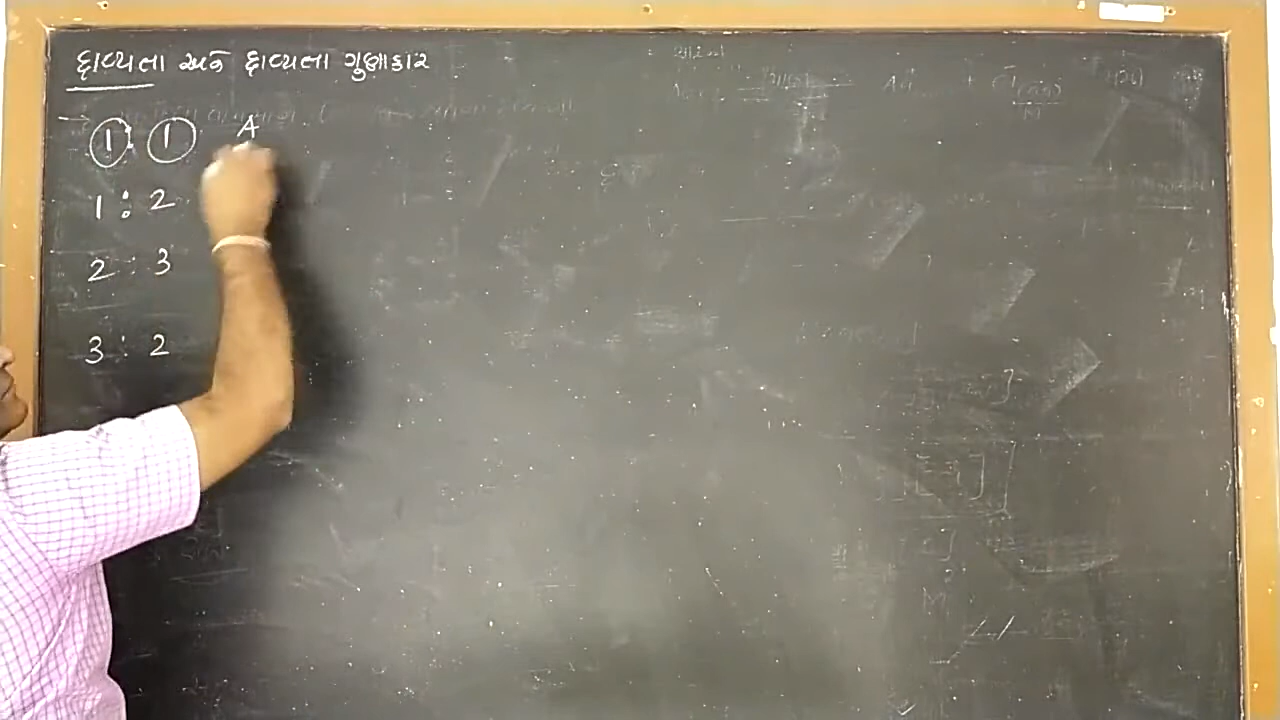 દ્રાવ્યતા અને દ્રાવ્યતા ગુણાકાર
1 : 1 A
1 : 2
2 : 3
3 : 2